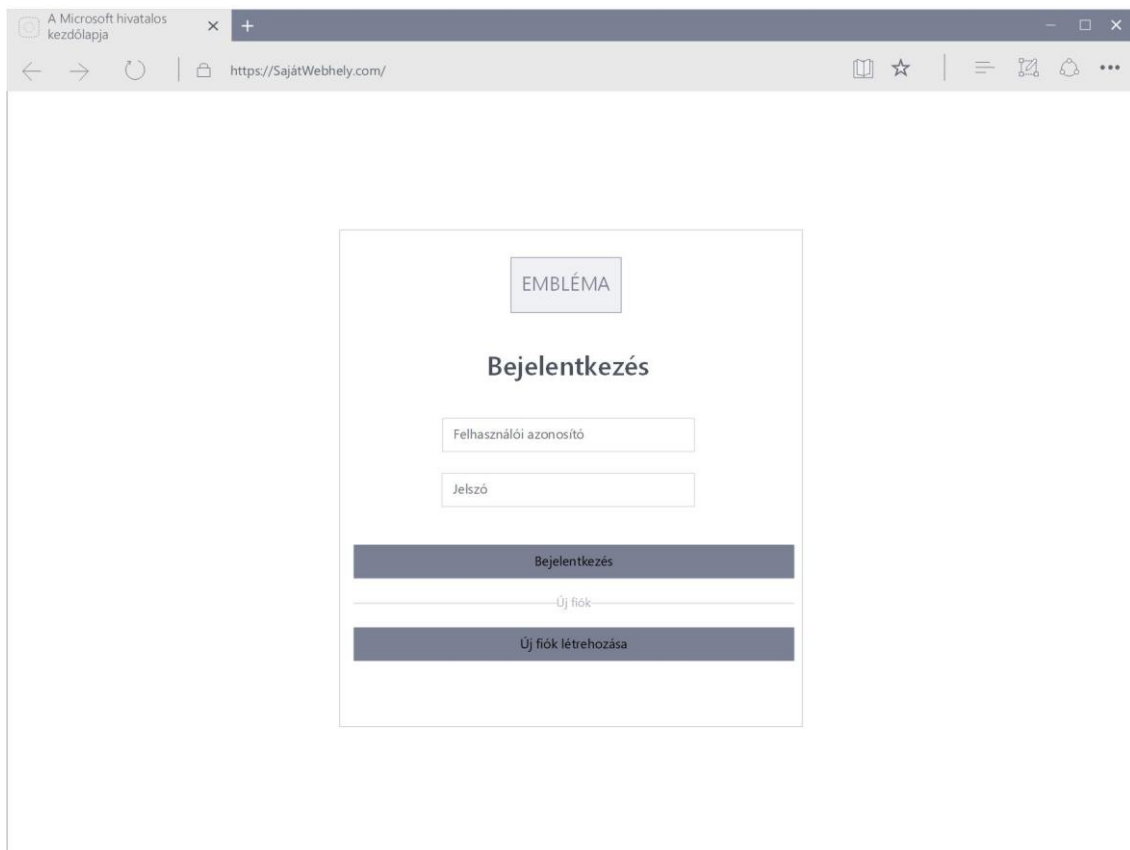 A Microsoft hivatalos
kezdőlapja
https://SajátWebhely.com/
EMBLÉMA
Bejelentkezés
Felhasználói azonosító
Jelszó
Bejelentkezés
Új fiók
Új fiók létrehozása